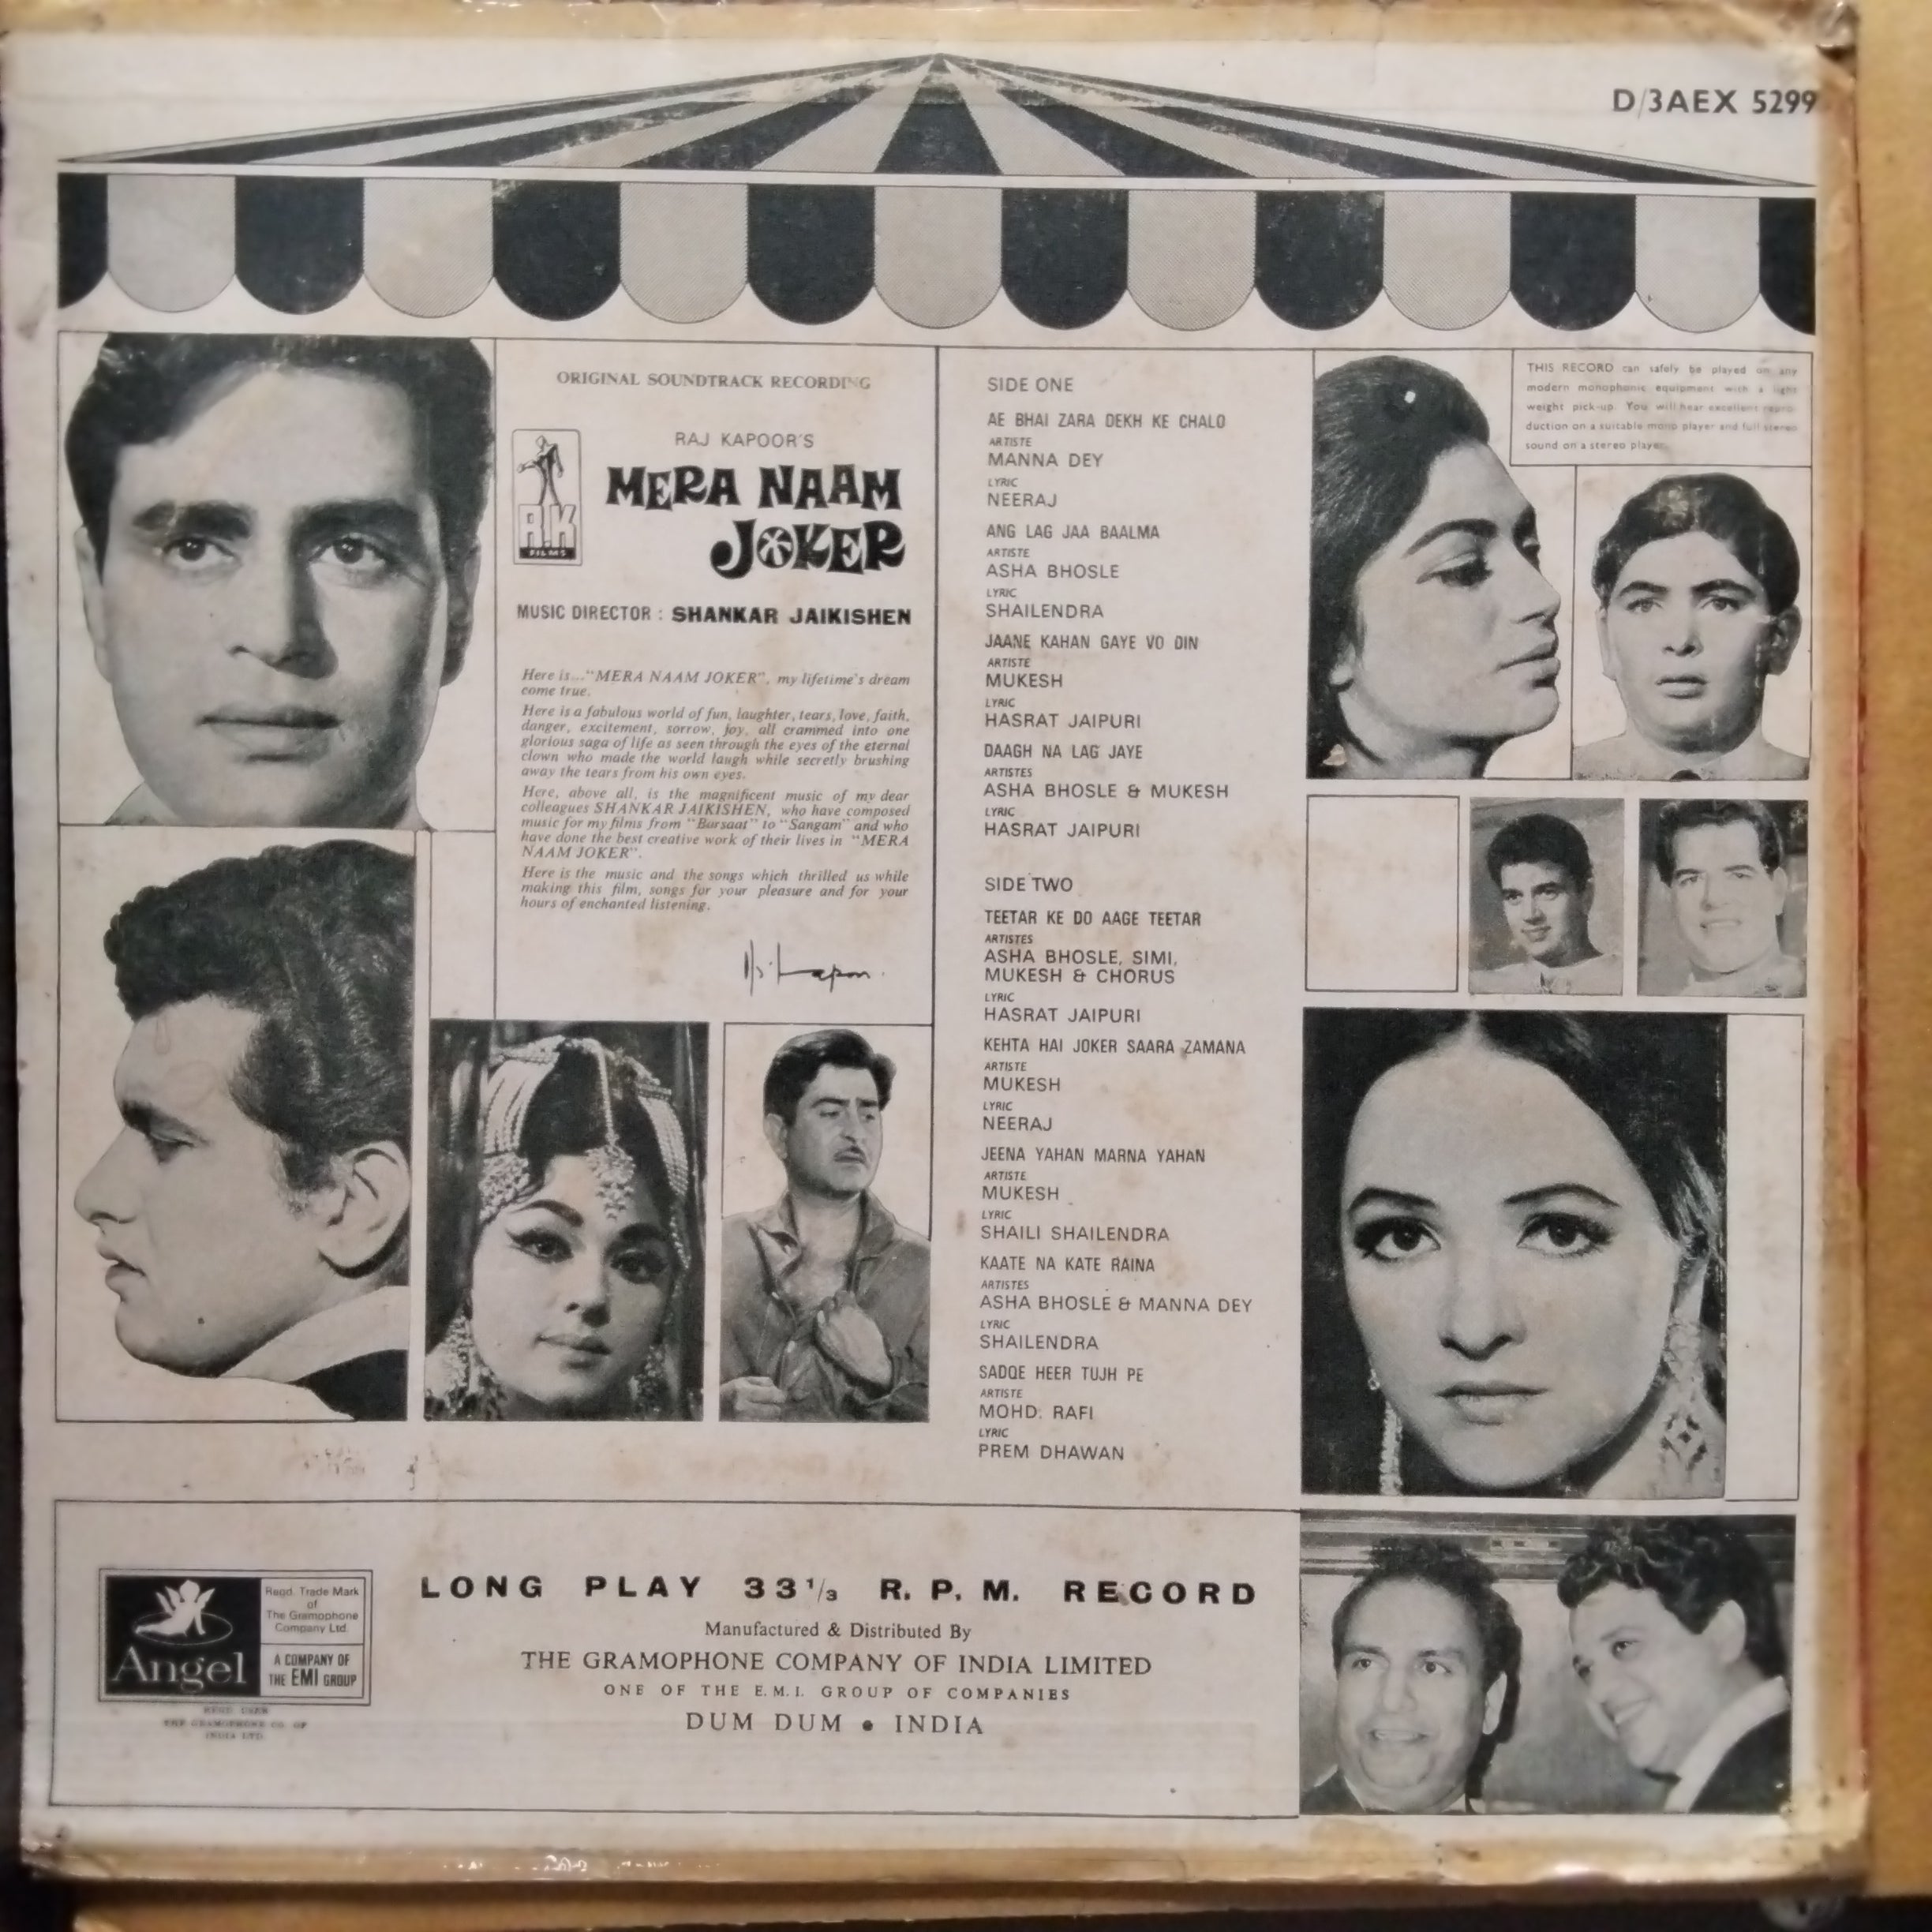 D/3AEX 5299
ORIGINAL SOUNDTRACK RECORDING
RAJ KAPOOR'S
MERA NAAM
JOKER
R.K
FILMS
MUSIC DIRECTOR : SHANKAR JAIKISHEN
Here is..."MERA NAAM JOKER", my lifetime's dream
come true.
Here is a fabulous world of fun, laughter, tears, love, faith,
danger, excitement, sorrow, joy, all crammed into one
glorious saga of life as seen through the eyes of the eternal
clown who made the world laugh while secretly brushing
away the tears from his own eyes.
Here, above all, is the magnificent music of my dear
colleagues SHANKAR JAIKISHEN, who have composed
music for my films from "Barsaat" to "Sangam" and who
have done the best creative work of their lives in "MERA
NAAM JOKER".
Here is the music and the songs which thrilled us while
making this film, songs for your pleasure and for your
hours of enchanted listening.
SIDE ONE
AE BHAI ZARA DEKH KE CHALO
ARTISTE
MANNA DEY
LYRIC
NEERAJ
ANG LAG JAA BAALMA
ARTISTE
ASHA BHOSLE
LYRIC
SHAILENDRA
JAANE KAHAN GAYE VO DIN
ARTISTE
MUKESH
LYRIC
HASRAT JAIPURI
DAAGH NA LAG JAYE
ARTISTES
ASHA BHOSLE & MUKESH
LYRIC
HASRAT JAIPURI
SIDE TWO
TEETAR KE DO AAGE TEETAR
ARTISTES
ASHA BHOSLE, SIMI,
MUKESH & CHORUS
LYRIC
HASRAT JAIPURI
KEHTA HAI JOKER SAARA ZAMANA
ARTISTE
MUKESH
LYRIC
NEERAJ
JEENA YAHAN MARNA YAHAN
ARTISTE
MUKESH
LYRIC
SHAILI SHAILENDRA
KAATE NA KATE RAINA
ARTISTES
ASHA BHOSLE & MANNA DEY
LYRIC
SHAILENDRA
SADQE HEER TUJH PE
ARTISTE
MOHD. RAFI
LYRIC
PREM DHAWAN
THIS RECORD can safely be played on any
modern monophonic equipment with a light
weight pick-up. You will hear excellent repro-
duction on a suitable mono player and full stereo
sound on a stereo player.
Angel
Regd. Trade Mark
of
The Gramophone
Company Ltd.
A COMPANY OF
THE EMI GROUP
REGD. USER
THE GRAMOPHONE CO. OF
INDIA LTD.
LONG PLAY 33 1/3 R. P. M. RECORD
Manufactured & Distributed By
THE GRAMOPHONE COMPANY OF INDIA LIMITED
ONE OF THE E.M.I. GROUP OF COMPANIES
DUM DUM • INDIA